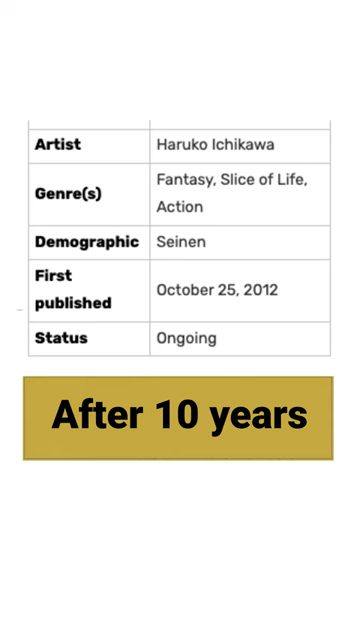 Artist Haruko Ichikawa
Genre(s) Fantasy, Slice of Life,
Action
Demographic Seinen
First
published October 25, 2012
Status Ongoing
After 10 years